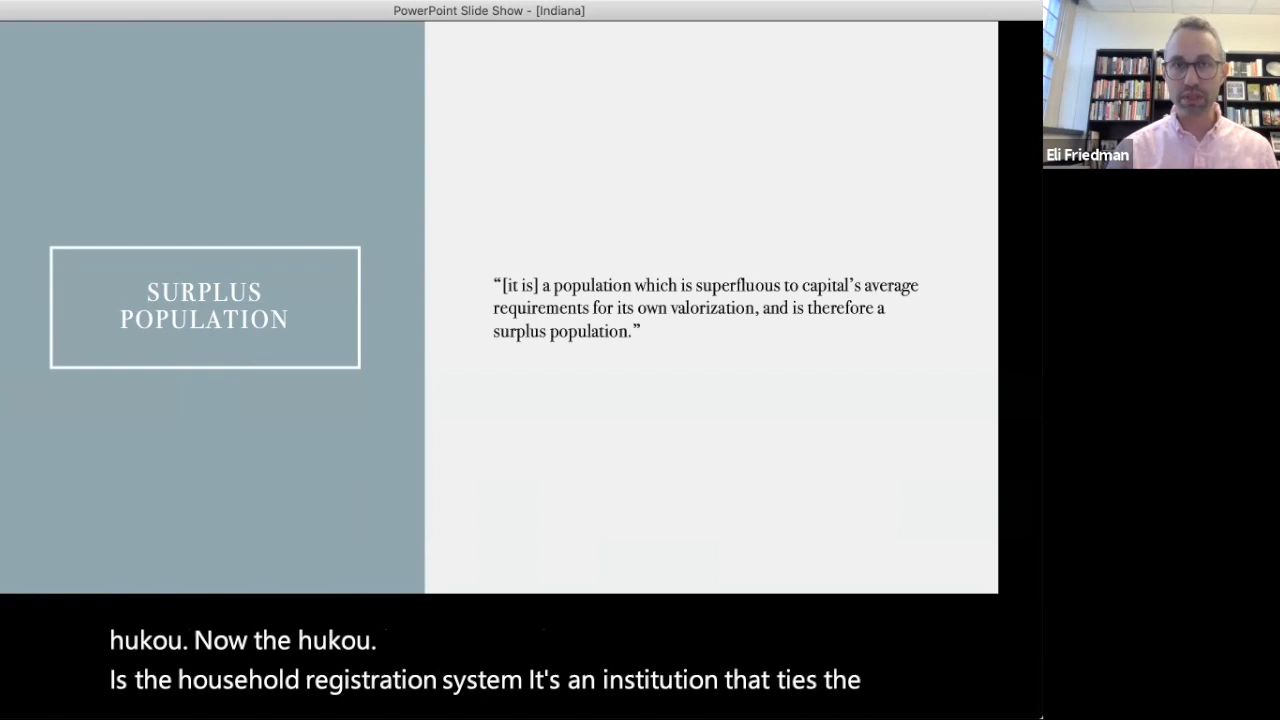 PowerPoint Slide Show - [Indiana]
Eli Friedman
SURPLUS
POPULATION
“[it is] a population which is superfluous to capital’s average
requirements for its own valorization, and is therefore a
surplus population.”
hukou. Now the hukou.
Is the household registration system It's an institution that ties the